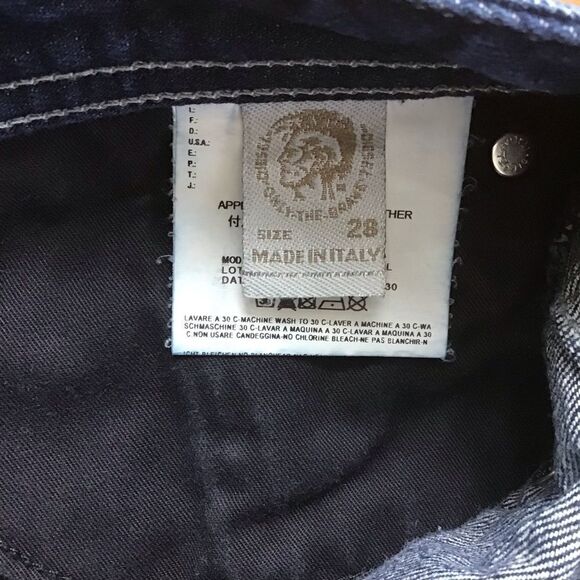 I.:
F.:
D.:
U.S.A.:
E.:
P.:
T.:
J.:
DIESEL
DIESEL
ONLY·THE·BRAVE
SIZE 28
MADE IN ITALY
APP
THER
付
MOD
LOT
DAT
L
30
LAVARE A 30 C-MACHINE WASH TO 30 C-LAVER A MACHINE A 30 C-WA
SCHMASCHINE 30 C-LAVAR A MAQUINA A 30 C-LAVAR A MAQUINA A 30
C.NON USARE CANDEGGINA-NO CHLORINE BLEACH-NE PAS BLANCHIR-N